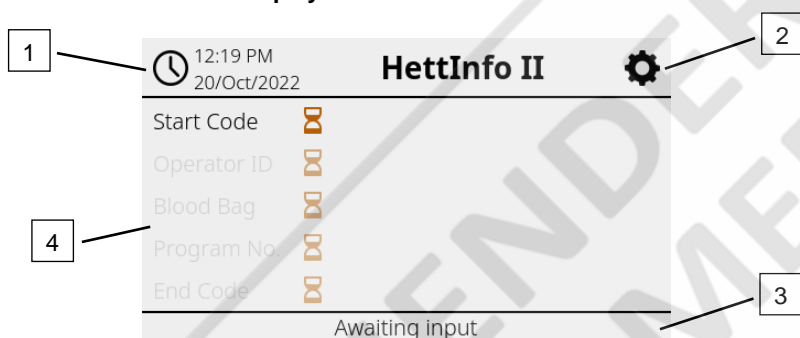 1
2
12:19 PM
20/Oct/2022
HettInfo II
Start Code
Operator ID
Blood Bag
Program No.
End Code
4
3
Awaiting input